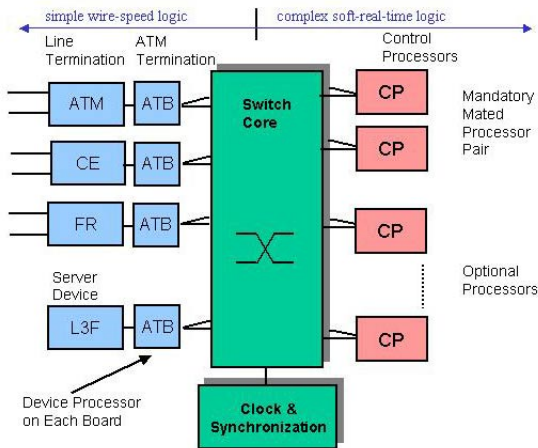 simple wire-speed logic
complex soft-real-time logic
Line
Termination
ATM
Termination
Control
Processors
ATM
ATB
Switch
Core
CP
Mandatory
Mated
Processor
Pair
CE
ATB
CP
FR
ATB
CP
Server
Device
Optional
Processors
L3F
ATB
CP
Device Processor
on Each Board
Clock &
Synchronization